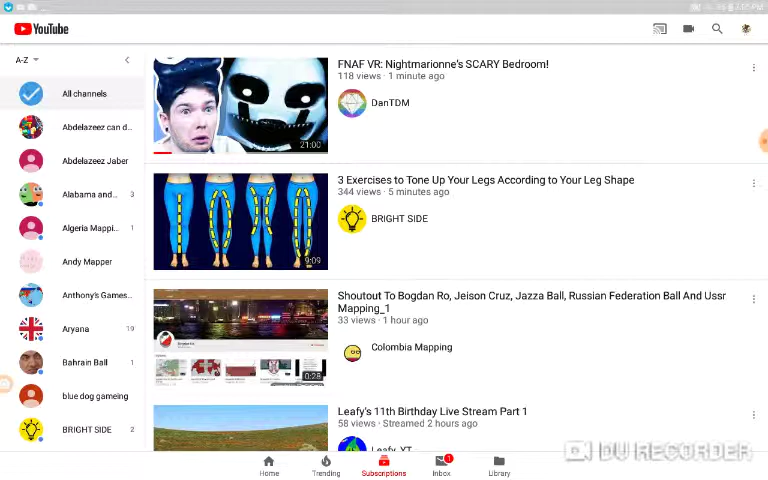 YouTube
A-Z
All channels
Abdelazeez can d...
Abdelazeez Jaber
Alabama and... 3
Algeria Mappi... 1
Andy Mapper
Anthony's Games...
Aryana 19
Bahrain Ball 1
blue dog gameing
BRIGHT SIDE 2
FNAF VR: Nightmarionne's SCARY Bedroom!
118 views · 1 minute ago
DanTDM
21:00
3 Exercises to Tone Up Your Legs According to Your Leg Shape
344 views · 5 minutes ago
BRIGHT SIDE
9:09
Shoutout To Bogdan Ro, Jeison Cruz, Jazza Ball, Russian Federation Ball And Ussr
Mapping_1
33 views · 1 hour ago
Colombia Mapping
0:28
Leafy's 11th Birthday Live Stream Part 1
58 views · Streamed 2 hours ago
Leafy_YT
DU RECORDER
1
Home
Trending
Subscriptions
Inbox
Library